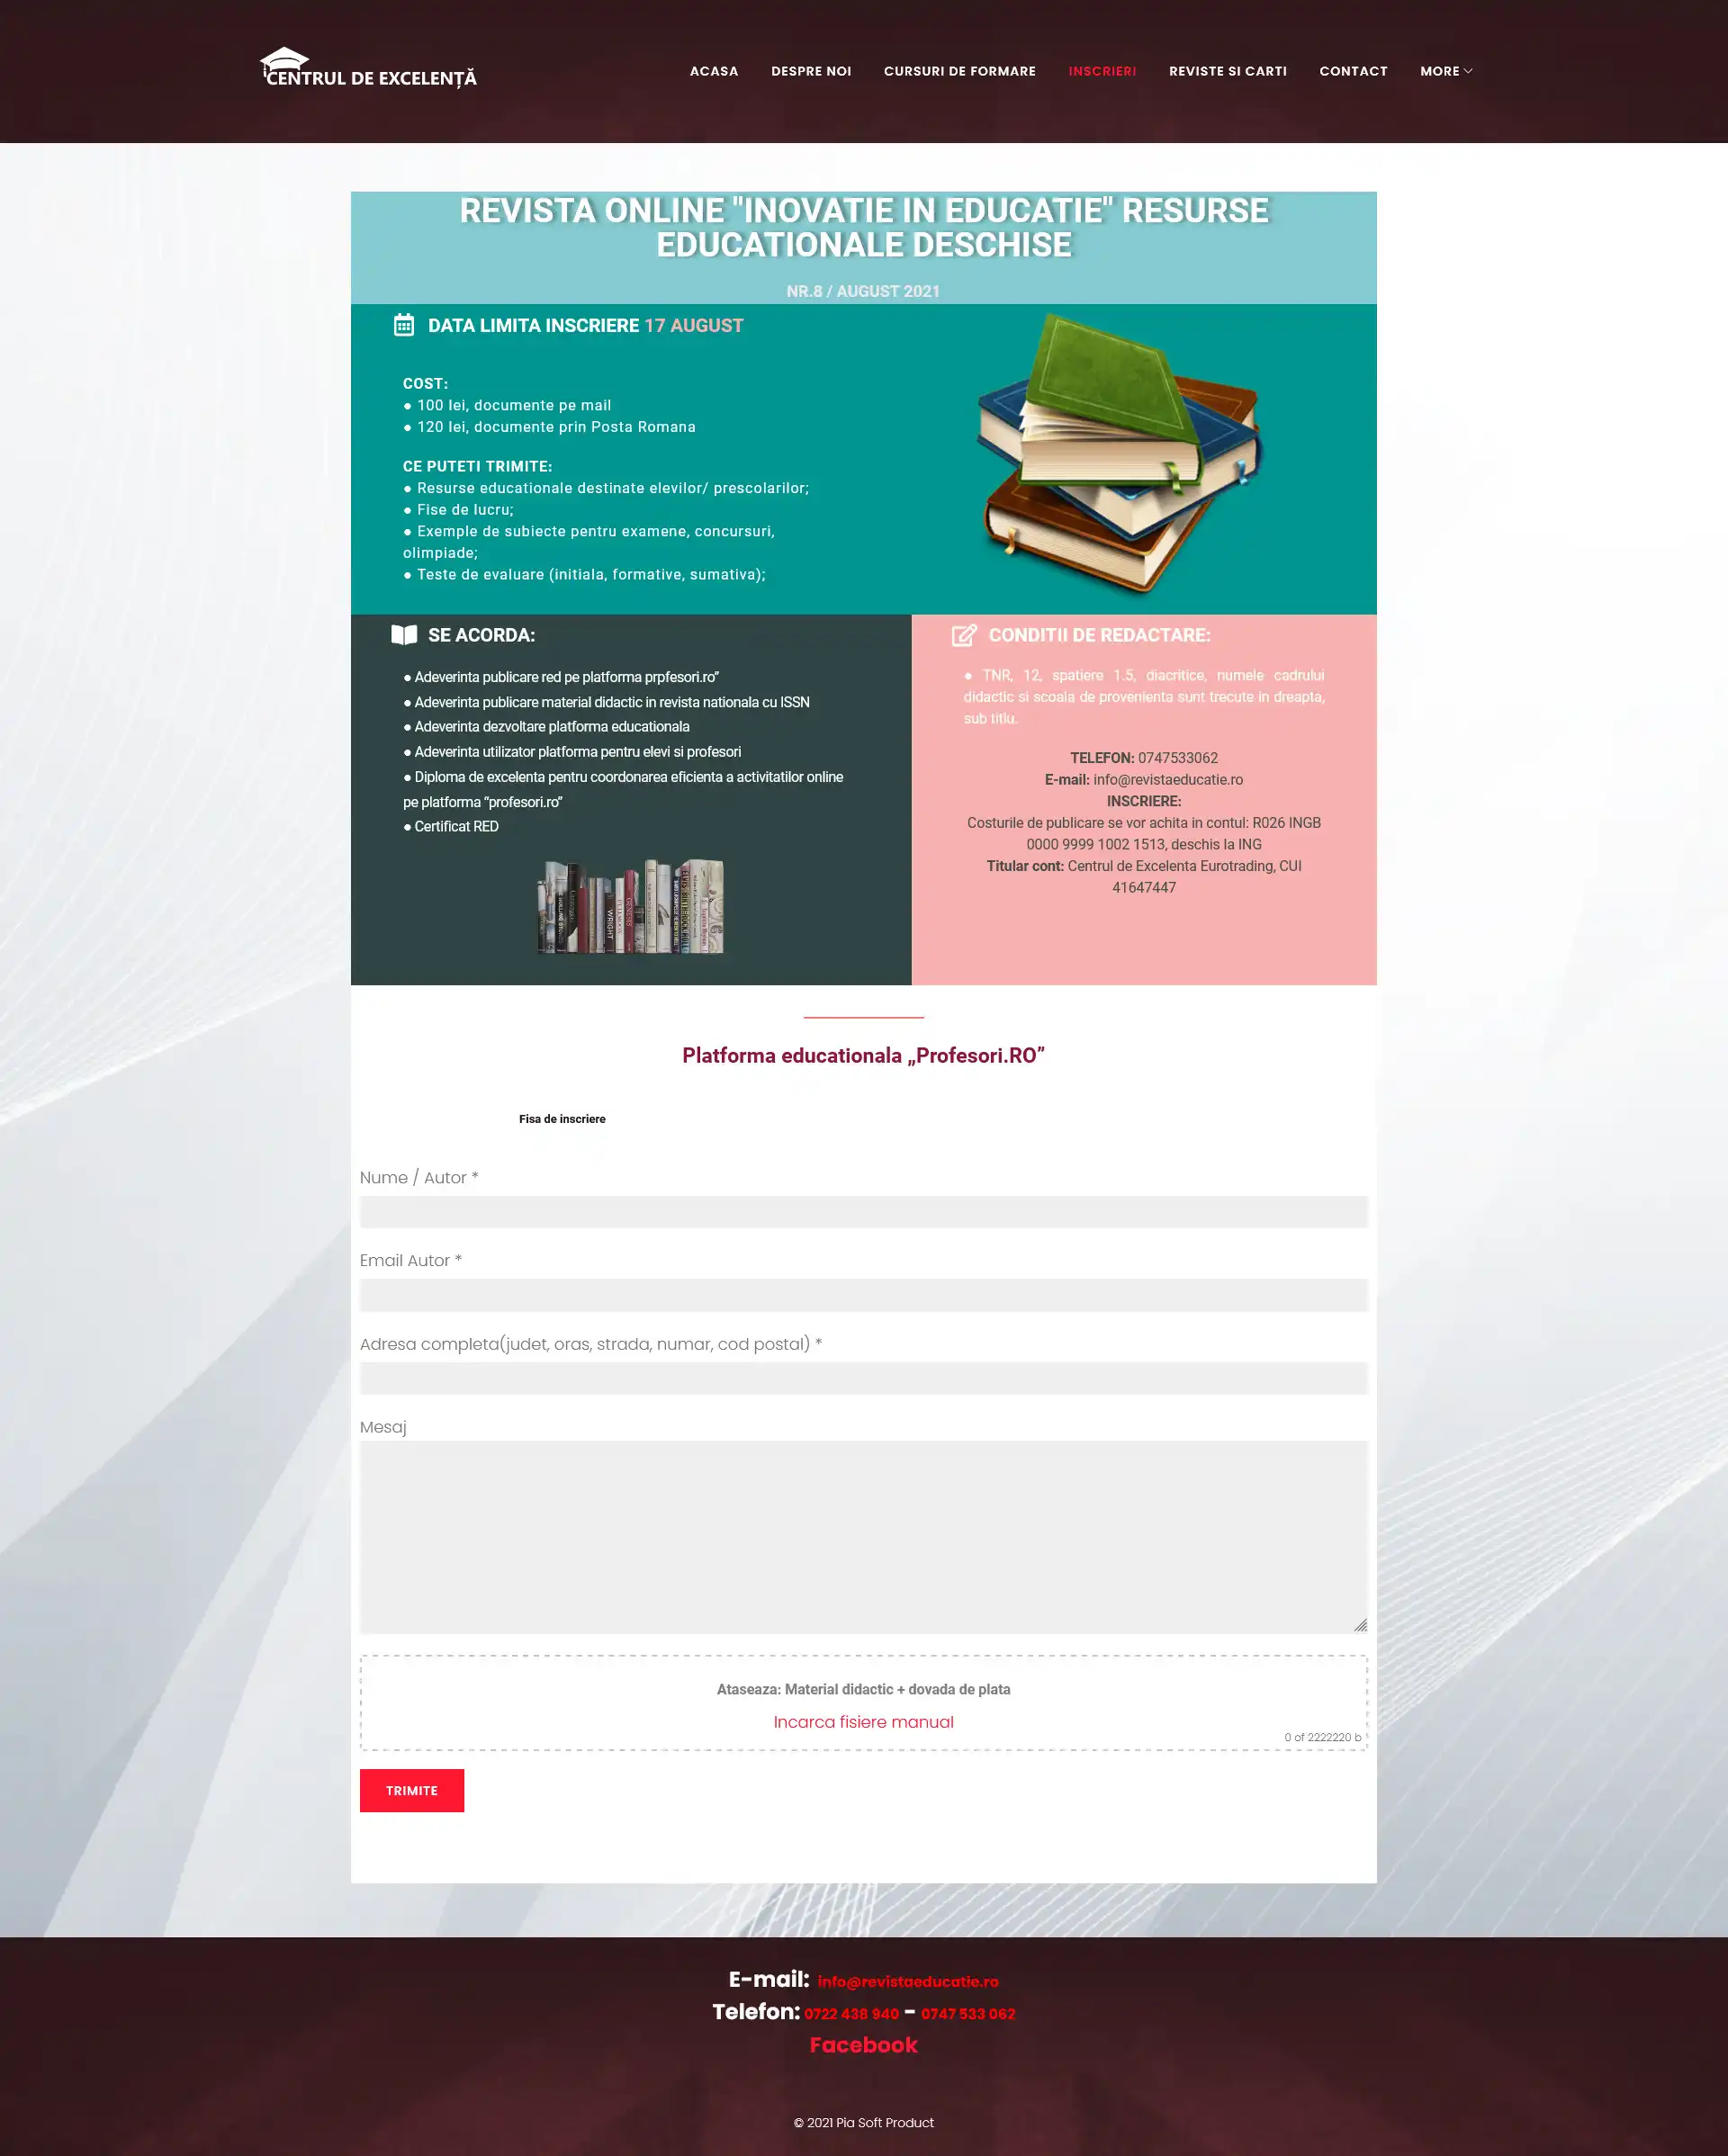 CENTRUL DE EXCELENȚĂ
ACASA
DESPRE NOI
CURSURI DE FORMARE
INSCRIERI
REVISTE SI CARTI
CONTACT
MORE
REVISTA ONLINE "INOVATIE IN EDUCATIE" RESURSE
EDUCATIONALE DESCHISE
NR.8 / AUGUST 2021
DATA LIMITA INSCRIERE 17 AUGUST
COST:
● 100 lei, documente pe mail
● 120 lei, documente prin Posta Romana
CE PUTETI TRIMITE:
● Resurse educationale destinate elevilor/ prescolarilor;
● Fise de lucru;
● Exemple de subiecte pentru examene, concursuri,
olimpiade;
● Teste de evaluare (initiala, formative, sumativa);
SE ACORDA:
● Adeverinta publicare red pe platforma prpfesori.ro”
● Adeverinta publicare material didactic in revista nationala cu ISSN
● Adeverinta dezvoltare platforma educationala
● Adeverinta utilizator platforma pentru elevi si profesori
● Diploma de excelenta pentru coordonarea eficienta a activitatilor online
pe platforma “profesori.ro”
● Certificat RED
WRIGHT
GENESIS
CONDITII DE REDACTARE:
● TNR, 12, spatiere 1.5, diacritice, numele cadrului
didactic si scoala de provenienta sunt trecute in dreapta,
sub titlu.
TELEFON: 0747533062
E-mail: info@revistaeducatie.ro
INSCRIERE:
Costurile de publicare se vor achita in contul: R026 INGB
0000 9999 1002 1513, deschis la ING
Titular cont: Centrul de Excelenta Eurotrading, CUI
41647447
Platforma educationala „Profesori.RO”
Fisa de inscriere
Nume / Autor *
Email Autor *
Adresa completa(judet, oras, strada, numar, cod postal) *
Mesaj
Ataseaza: Material didactic + dovada de plata
Incarca fisiere manual
0 of 2222220 b
TRIMITE
E-mail: info@revistaeducatie.ro
Telefon: 0722 438 940 - 0747 533 062
Facebook
© 2021 Pia Soft Product